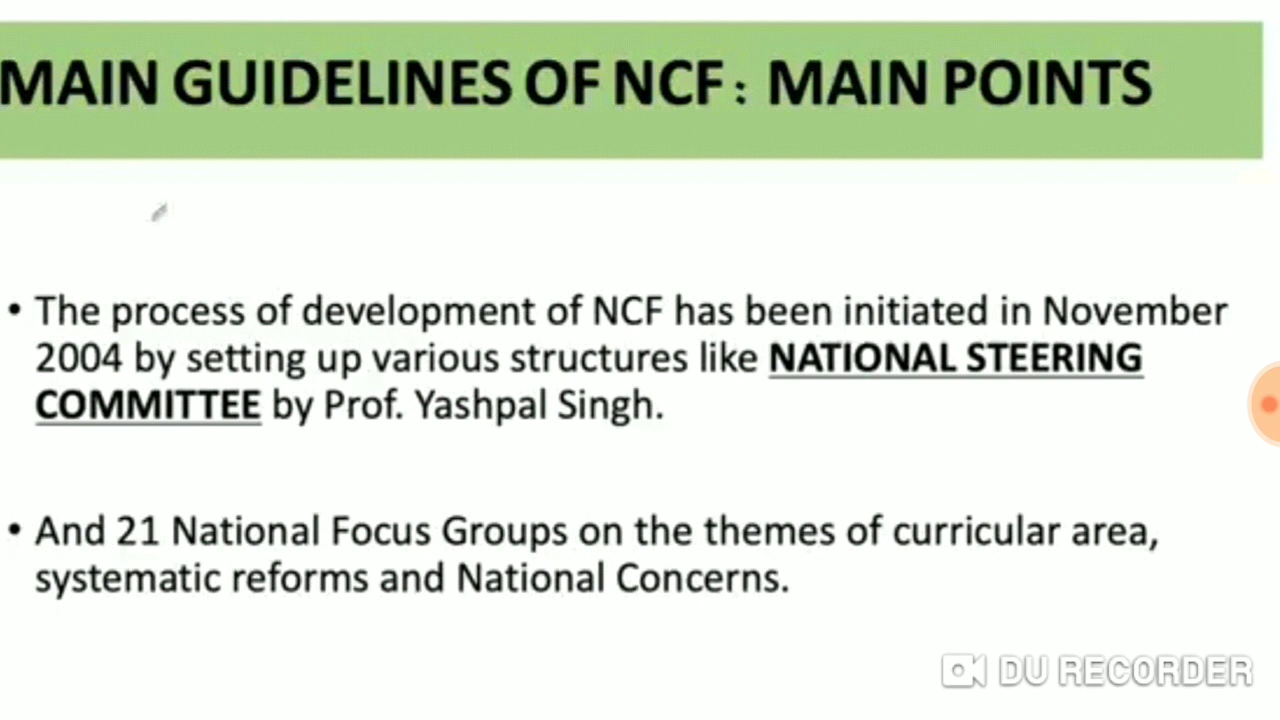 MAIN GUIDELINES OF NCF : MAIN POINTS
• The process of development of NCF has been initiated in November
2004 by setting up various structures like NATIONAL STEERING
COMMITTEE by Prof. Yashpal Singh.
• And 21 National Focus Groups on the themes of curricular area,
systematic reforms and National Concerns.
DU RECORDER